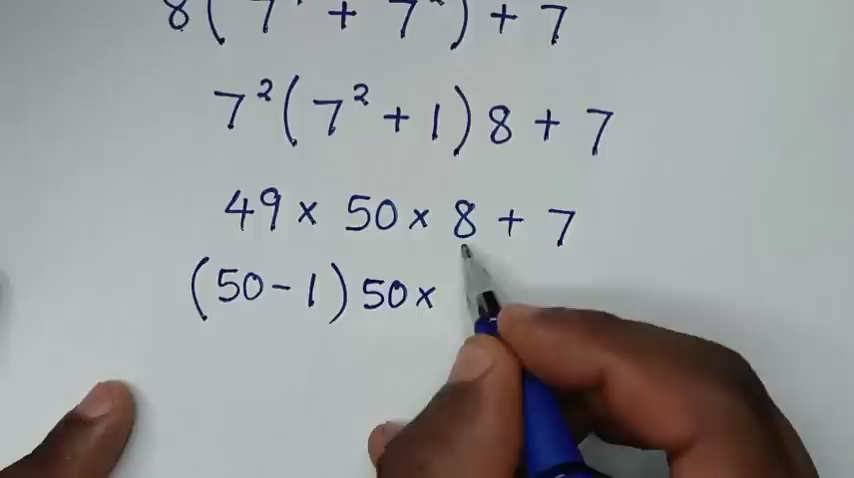 8(7 + 7) + 7
7²(7² + 1)8 + 7
49 × 50 × 8 + 7
(50 - 1)50 ×